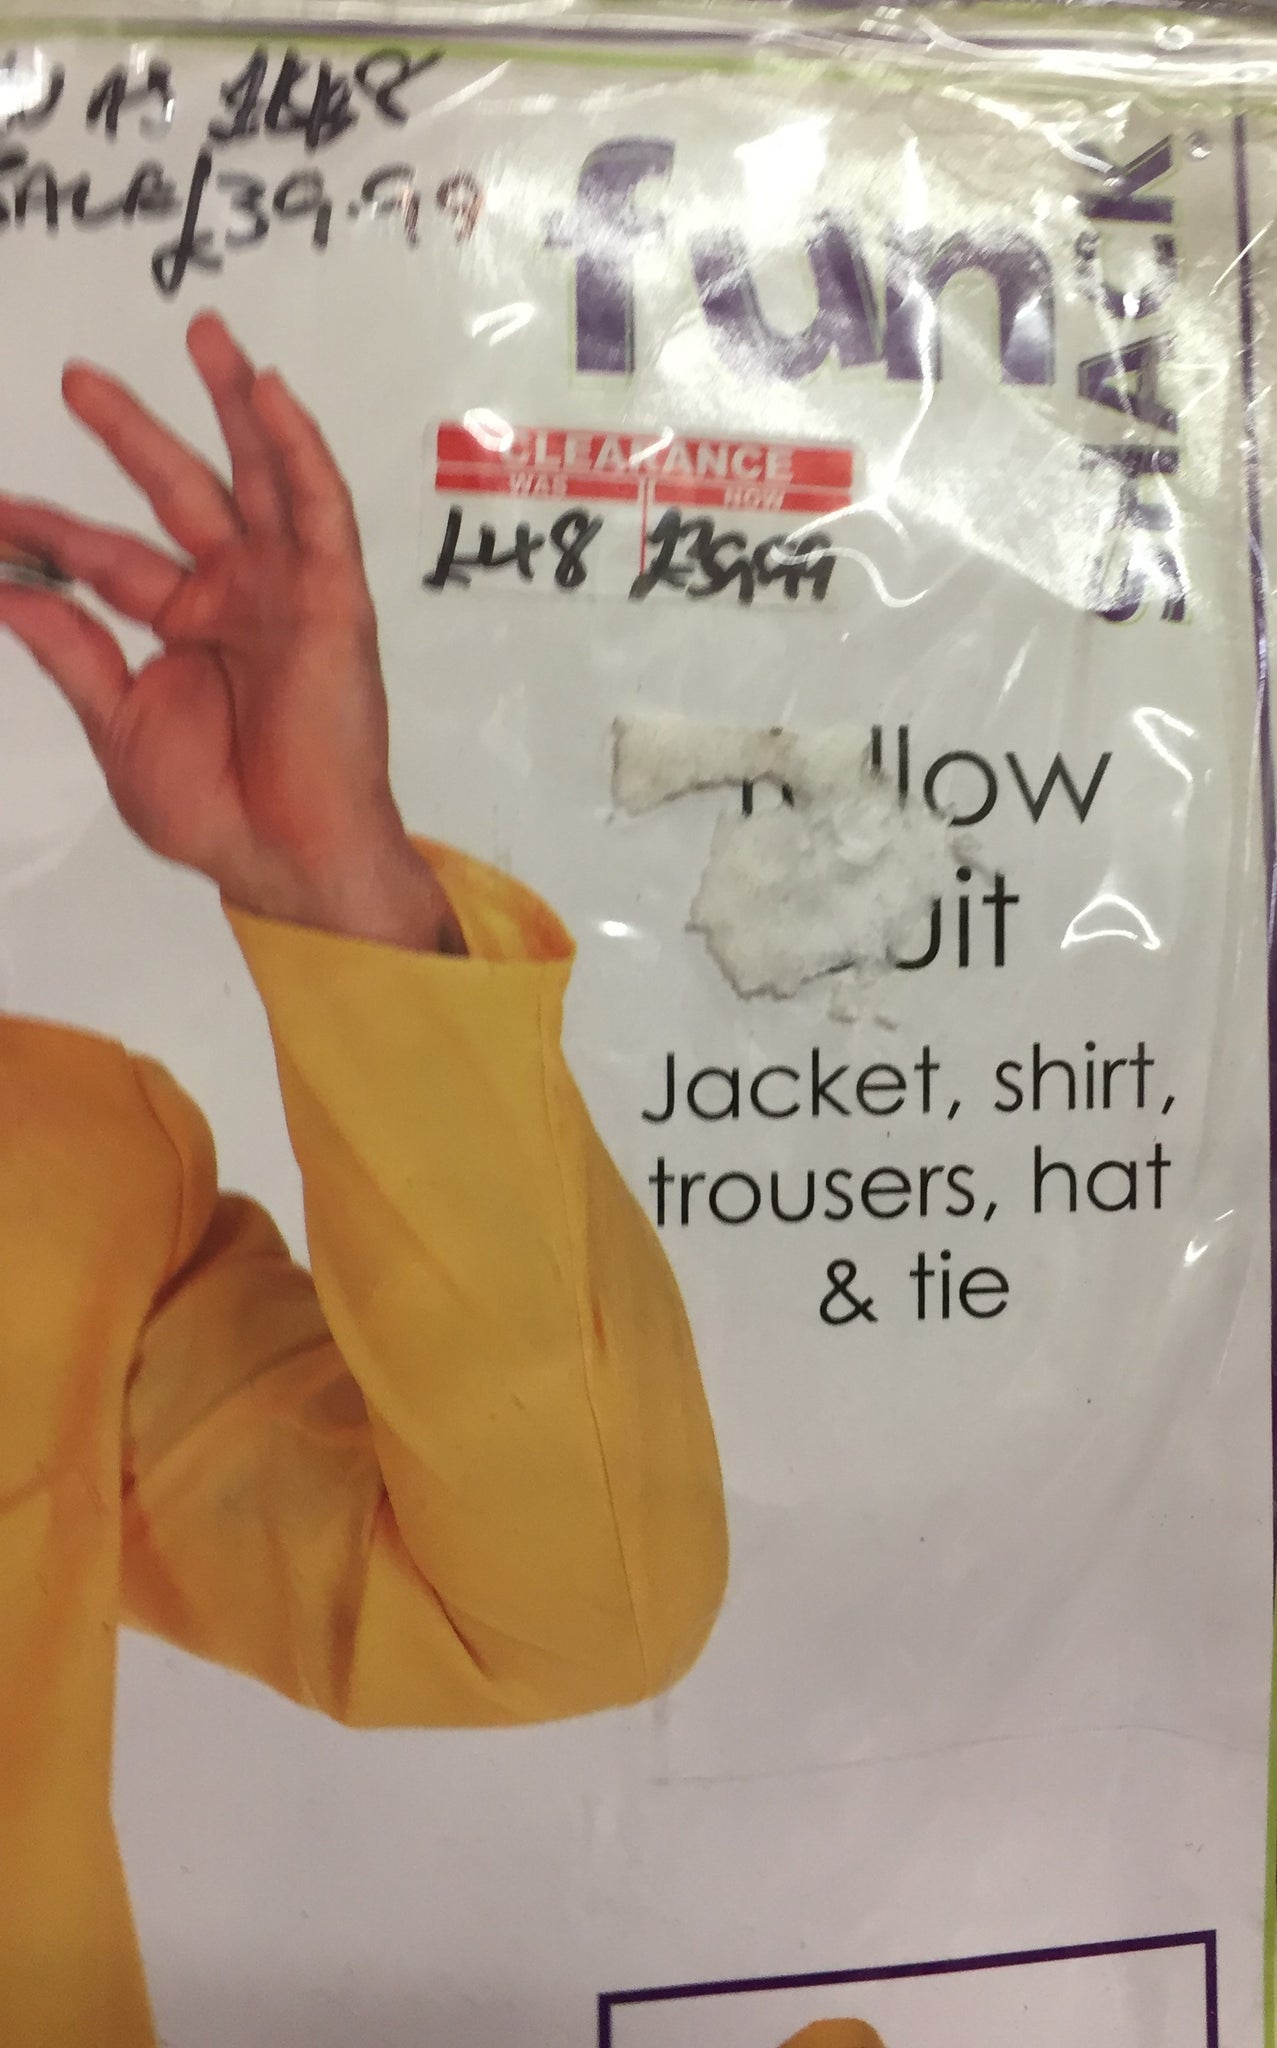 SALE £39.99
fun
SHACK
CLEARANCE
WAS NOW
£48 £39.99
llow
uit
Jacket, shirt,
trousers, hat
& tie